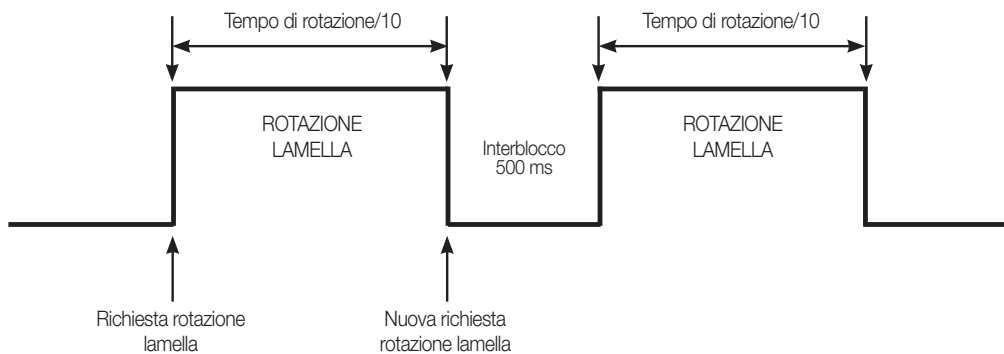 Tempo di rotazione/10
Tempo di rotazione/10
ROTAZIONE
LAMELLA
Interblocco
500 ms
ROTAZIONE
LAMELLA
Richiesta rotazione
lamella
Nuova richiesta
rotazione lamella